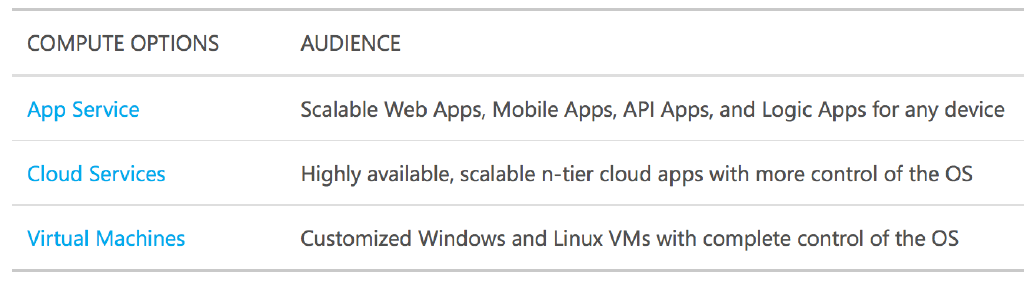 COMPUTE OPTIONS AUDIENCE
App Service Scalable Web Apps, Mobile Apps, API Apps, and Logic Apps for any device
Cloud Services Highly available, scalable n-tier cloud apps with more control of the OS
Virtual Machines Customized Windows and Linux VMs with complete control of the OS